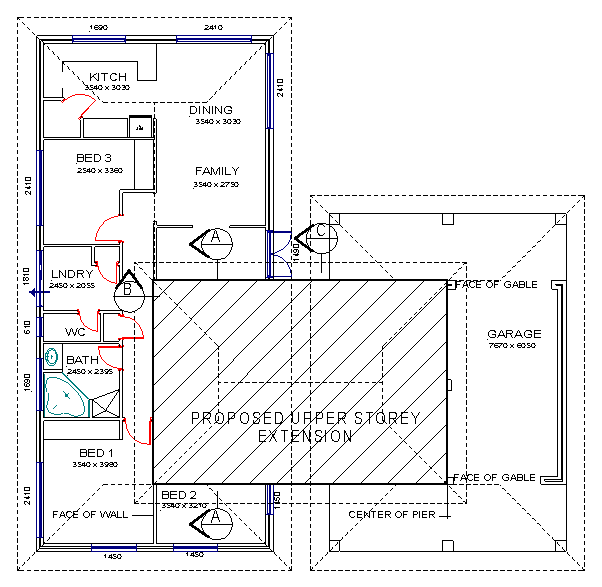 1690
2410
KITCH
3540 x 3030
DINING
3540 x 3030
2410
BED 3
2540 x 3360
FAMILY
3540 x 2750
2410
A
C
1490
LNDRY
2450 x 2055
1810
B
FACE OF GABLE
WC
610
GARAGE
7670 x 6050
BATH
2450 x 2395
1690
PROPOSED UPPER STOREY
EXTENSION
BED 1
3540 x 3980
FACE OF GABLE
BED 2
3540 x 3210
2410
FACE OF WALL
A
CENTER OF PIER
1450
1450